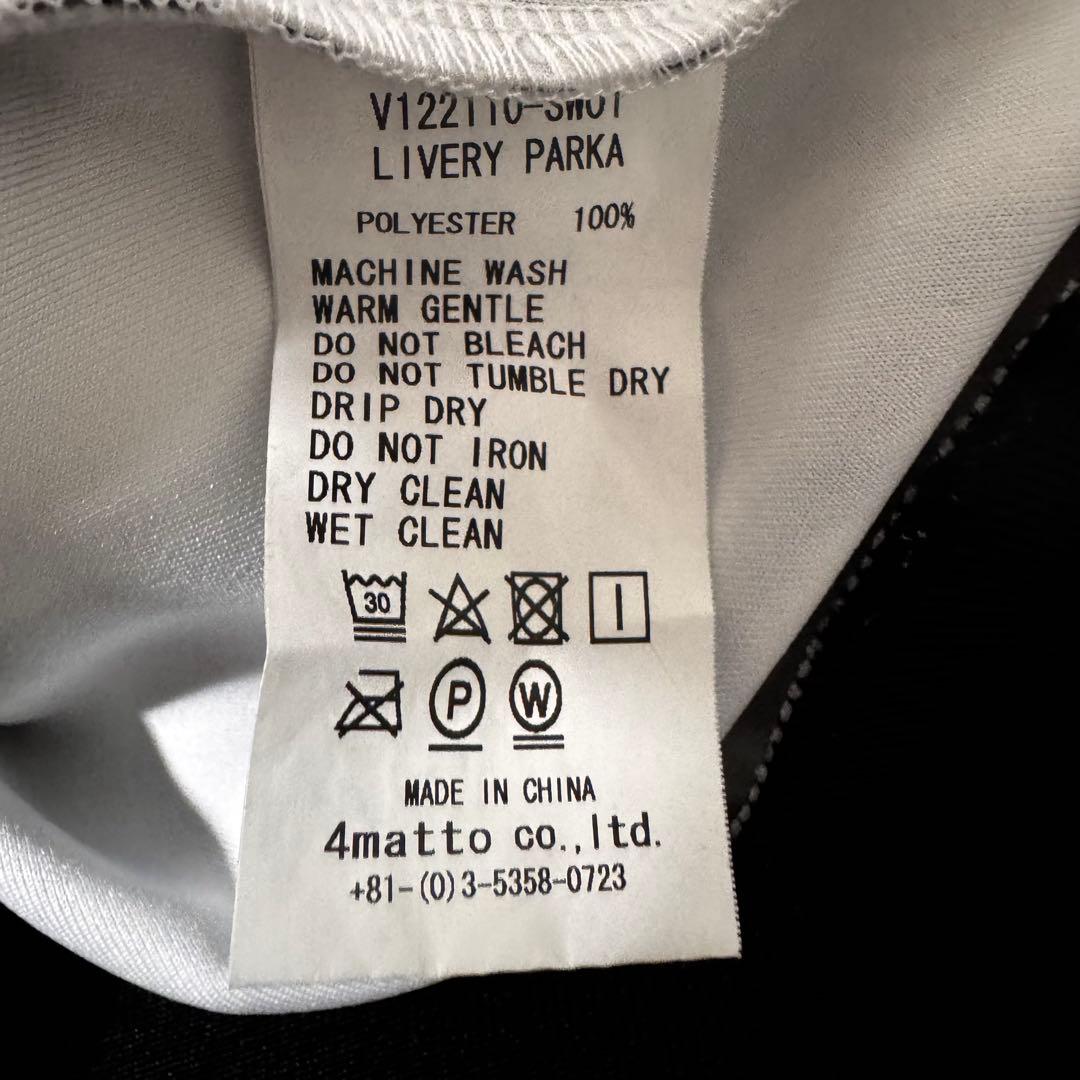 V122110-SW01
LIVERY PARKA
POLYESTER 100%
MACHINE WASH
WARM GENTLE
DO NOT BLEACH
DO NOT TUMBLE DRY
DRIP DRY
DO NOT IRON
DRY CLEAN
WET CLEAN
30
P W
MADE IN CHINA
4matto co.,ltd.
+81-(0)3-5358-0723